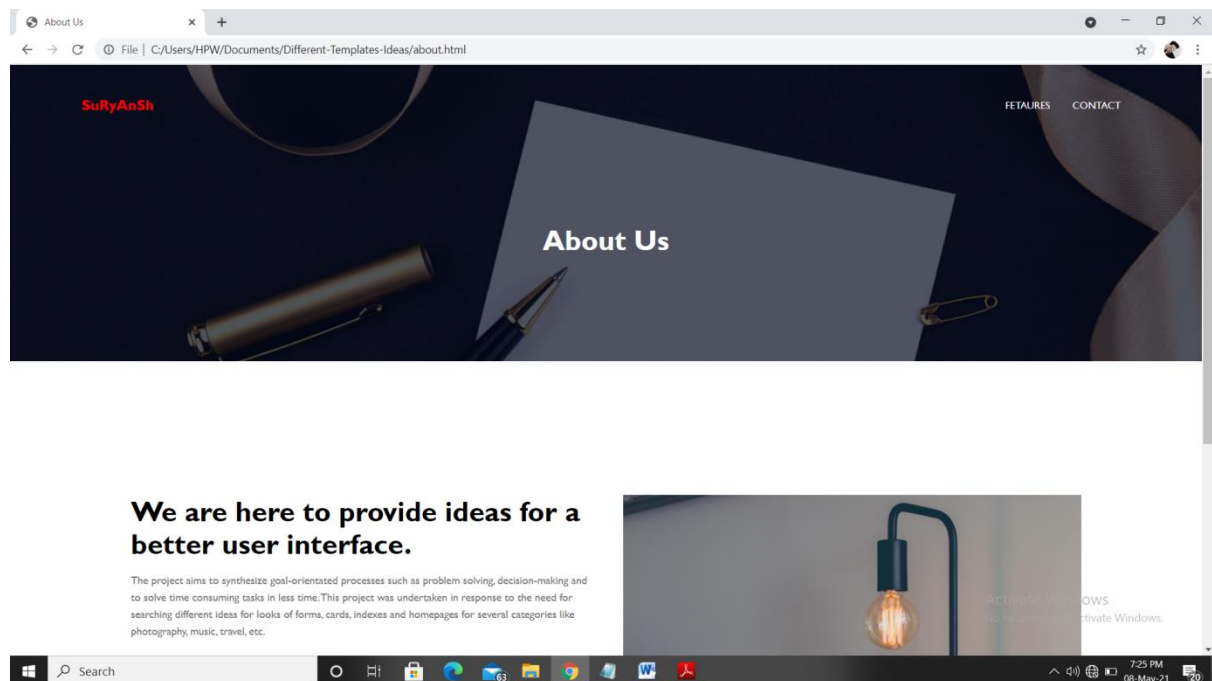 About Us
File | C:/Users/HPW/Documents/Different-Templates-Ideas/about.html
SuRyAnSh
FETAURES CONTACT
About Us
We are here to provide ideas for a
better user interface.
The project aims to synthesize goal-orientated processes such as problem solving, decision-making and
to solve time consuming tasks in less time. This project was undertaken in response to the need for
searching different ideas for looks of forms, cards, indexes and homepages for several categories like
photography, music, travel, etc.
Activate Windows
Search
63
W
7:25 PM
08-May-21
20